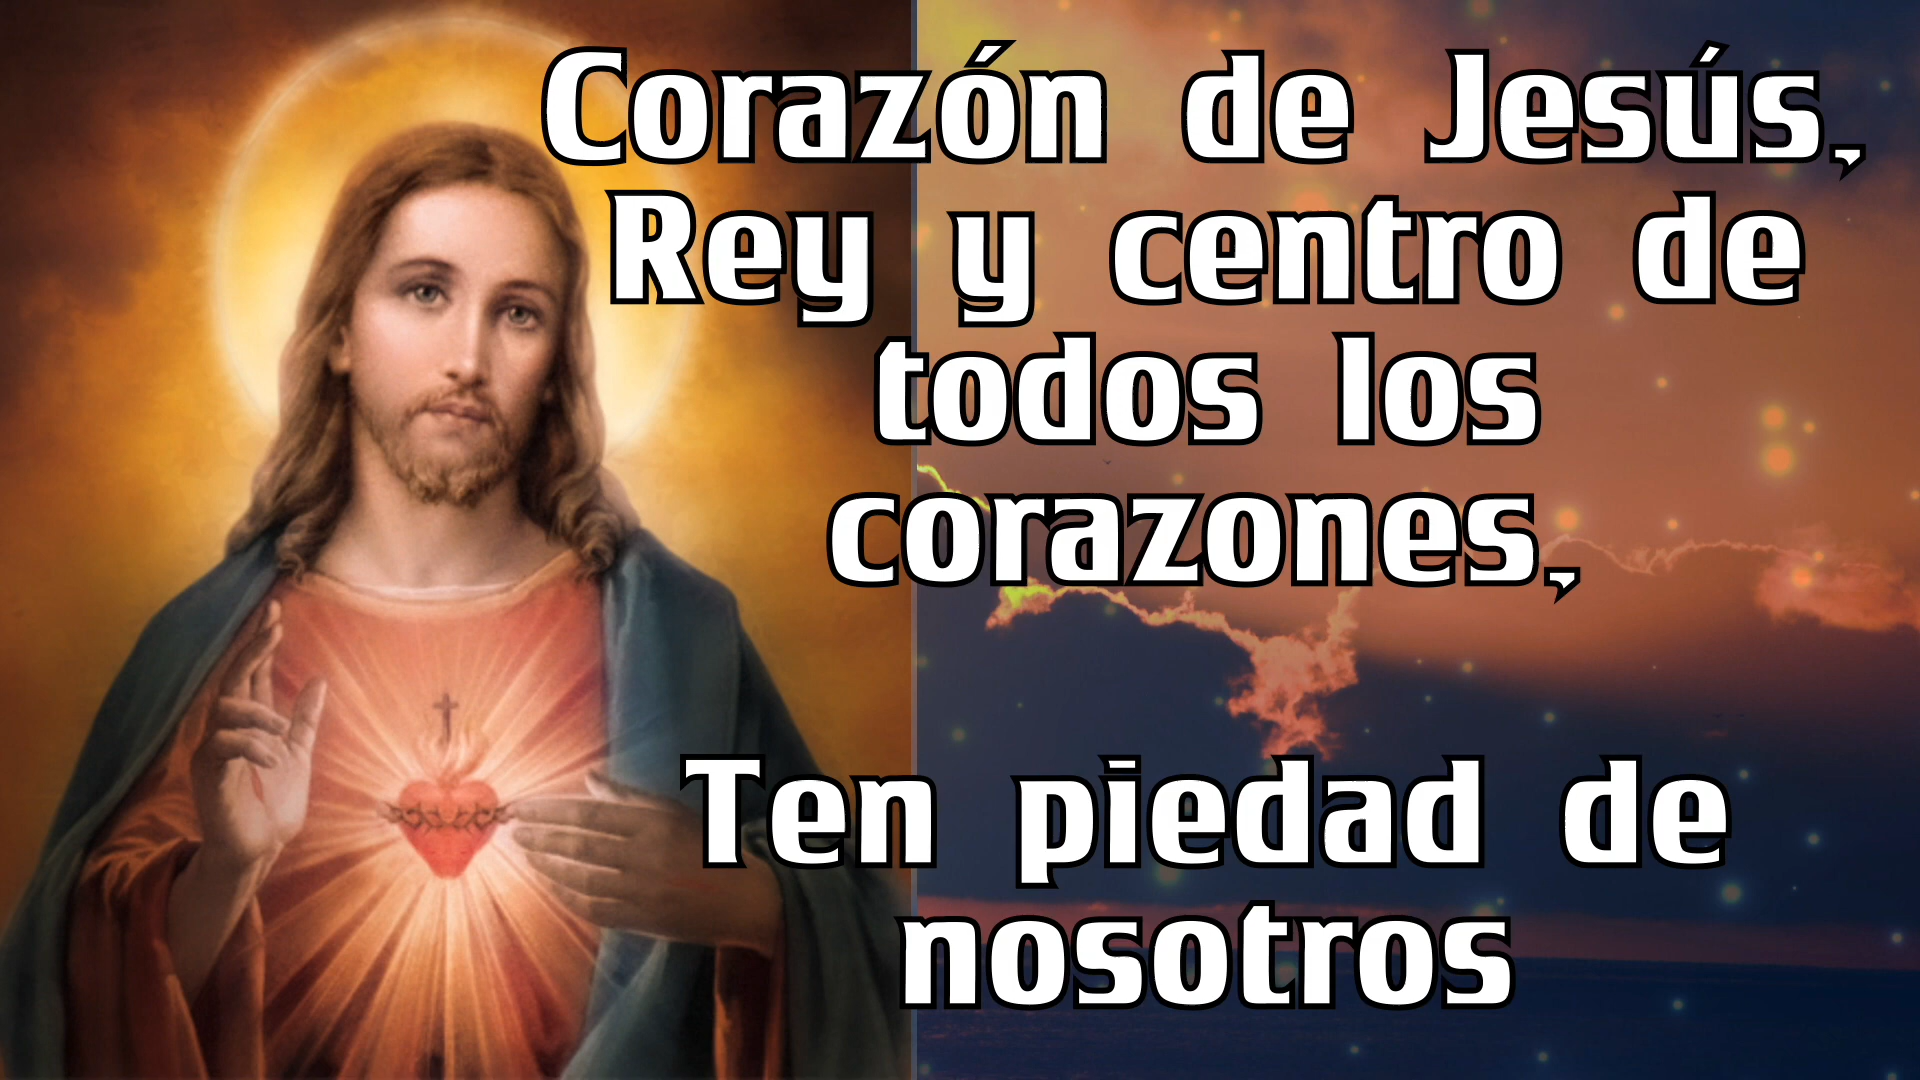 Corazón de Jesús,
Rey y centro de
todos los
corazones,
Ten piedad de
nosotros